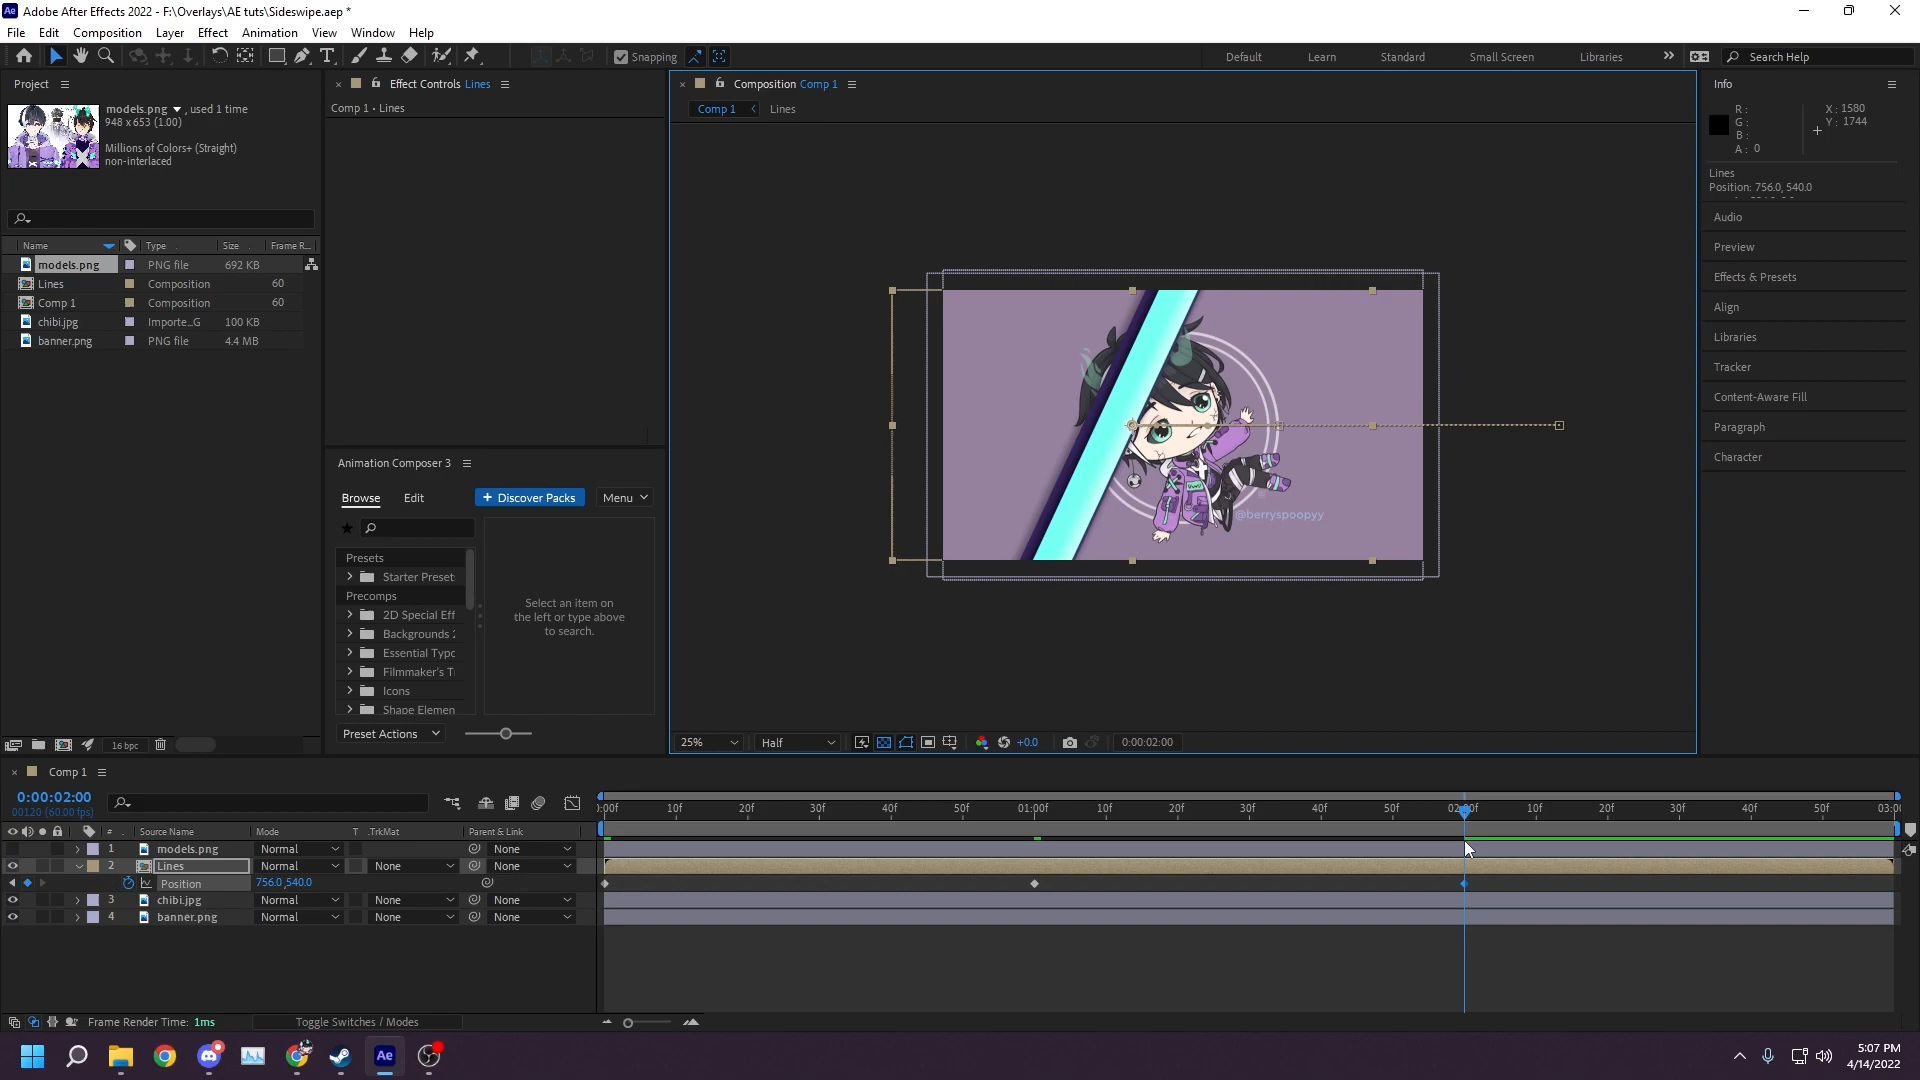 Ae Adobe After Effects 2022 - F:\Overlays\AE tuts\Sideswipe.aep *
File Edit Composition Layer Effect Animation View Window Help
Snapping Default Learn Standard Small Screen Libraries Search Help
Project
models.png , used 1 time
948 x 653 (1.00)
Millions of Colors+ (Straight)
non-interlaced
Name Type Size Frame R...
models.png PNG file 692 KB
Lines Composition 60
Comp 1 Composition 60
chibi.jpg Importe...G 100 KB
banner.png PNG file 4.4 MB
16 bpc
Effect Controls Lines
Comp 1 • Lines
Animation Composer 3
Browse Edit + Discover Packs Menu
Presets
Starter Preset
Precomps
2D Special Eff
Backgrounds
Essential Typc
Filmmaker's T
Icons
Shape Elemen
Select an item on
the left or type above
to search.
Preset Actions
Composition Comp 1
Comp 1 Lines
@berryspoopyy
25% Half +0.0 0:00:02:00
Info
R : X : 1580
G : Y : 1744
B :
A : 0
Lines
Position: 756.0, 540.0
Audio
Preview
Effects & Presets
Align
Libraries
Tracker
Content-Aware Fill
Paragraph
Character
Comp 1
0:00:02:00
00120 (60.00 fps)
:00f 10f 20f 30f 40f 50f 01:00f 10f 20f 30f 40f 50f 02:00f 10f 20f 30f 40f 50f 03:0
# Source Name Mode T .TrkMat Parent & Link
1 models.png Normal None
2 Lines Normal None None
Position 756.0,540.0
3 chibi.jpg Normal None None
4 banner.png Normal None None
Frame Render Time: 1ms Toggle Switches / Modes
Ae
5:07 PM
4/14/2022